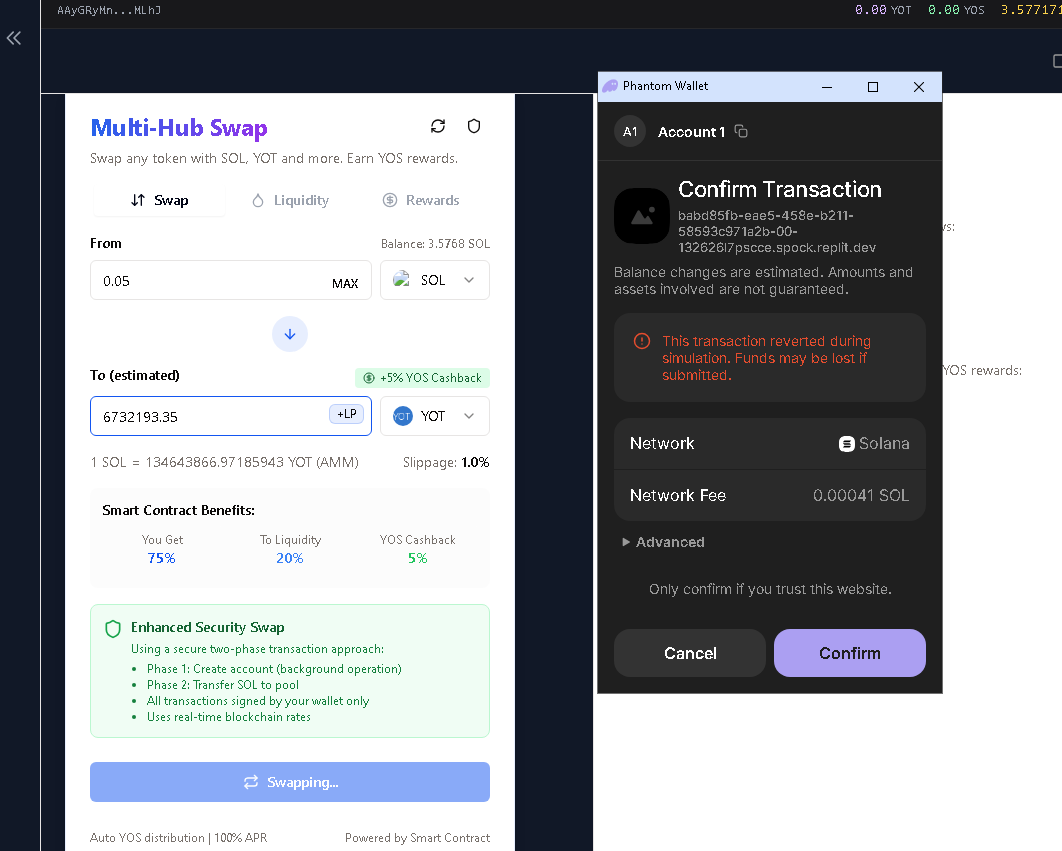 AAyGRyMn...MLhJ
0.00 YOT 0.00 YOS 3.577171
Multi-Hub Swap
Swap any token with SOL, YOT and more. Earn YOS rewards.
Swap Liquidity Rewards
From Balance: 3.5768 SOL
0.05 MAX SOL
To (estimated) +5% YOS Cashback
6732193.35 +LP YOT YOT
1 SOL = 134643866.97185943 YOT (AMM) Slippage: 1.0%
Smart Contract Benefits:
You Get To Liquidity YOS Cashback
75% 20% 5%
Enhanced Security Swap
Using a secure two-phase transaction approach:
• Phase 1: Create account (background operation)
• Phase 2: Transfer SOL to pool
• All transactions signed by your wallet only
• Uses real-time blockchain rates
Swapping...
Auto YOS distribution | 100% APR Powered by Smart Contract
Phantom Wallet
A1 Account 1
Confirm Transaction
babd85fb-eae5-458e-b211-
58593c971a2b-00-
132626l7pscce.spock.replit.dev
Balance changes are estimated. Amounts and
assets involved are not guaranteed.
This transaction reverted during
simulation. Funds may be lost if
submitted.
Network Solana
Network Fee 0.00041 SOL
Advanced
Only confirm if you trust this website.
Cancel Confirm
YOS rewards: